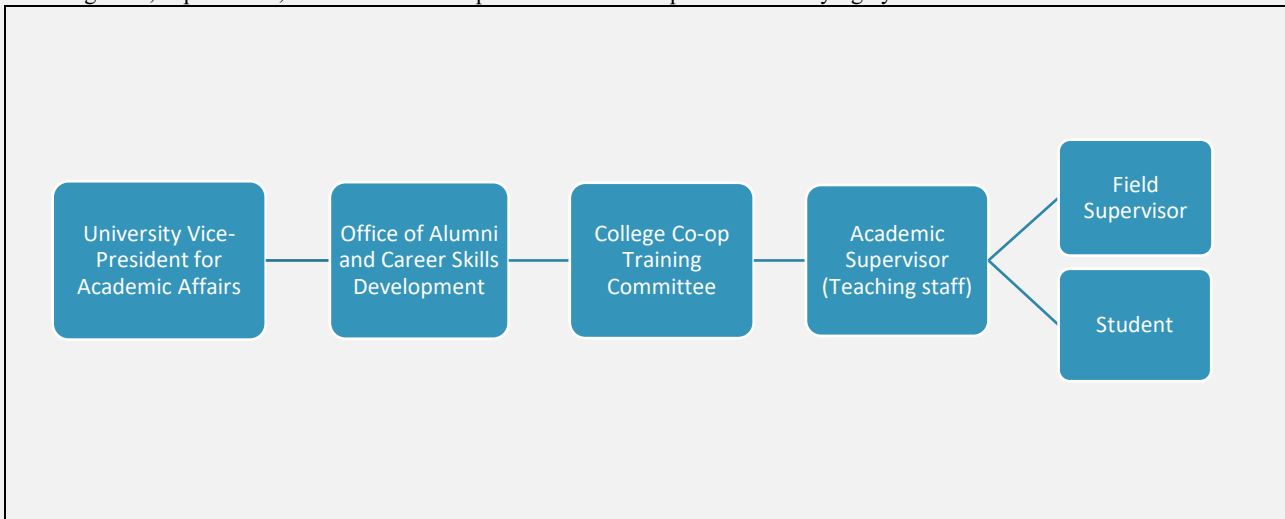 University Vice-
President for
Academic Affairs
Office of Alumni
and Career Skills
Development
College Co-op
Training
Committee
Academic
Supervisor
(Teaching staff)
Field
Supervisor
Student